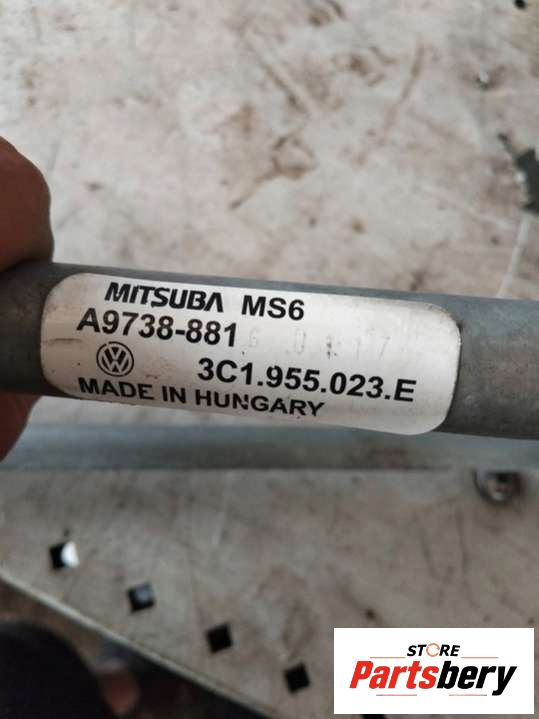 MITSUBA MS6
A9738-881
3C1.955.023.E
MADE IN HUNGARY
STORE
Partsbery